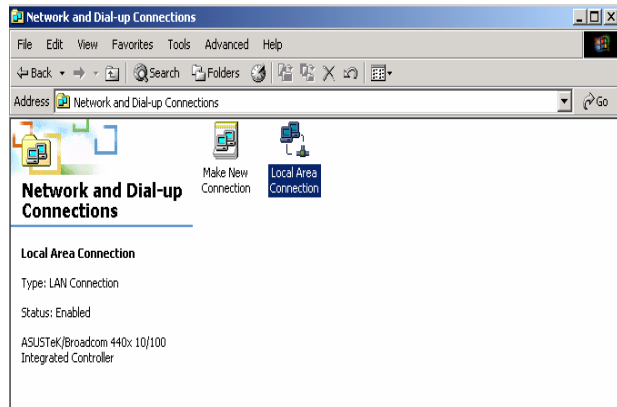 Network and Dial-up Connections
File Edit View Favorites Tools Advanced Help
Back Search Folders
Address Network and Dial-up Connections Go
Make New Connection
Local Area Connection
Network and Dial-up
Connections
Local Area Connection
Type: LAN Connection
Status: Enabled
ASUSTeK/Broadcom 440x 10/100
Integrated Controller